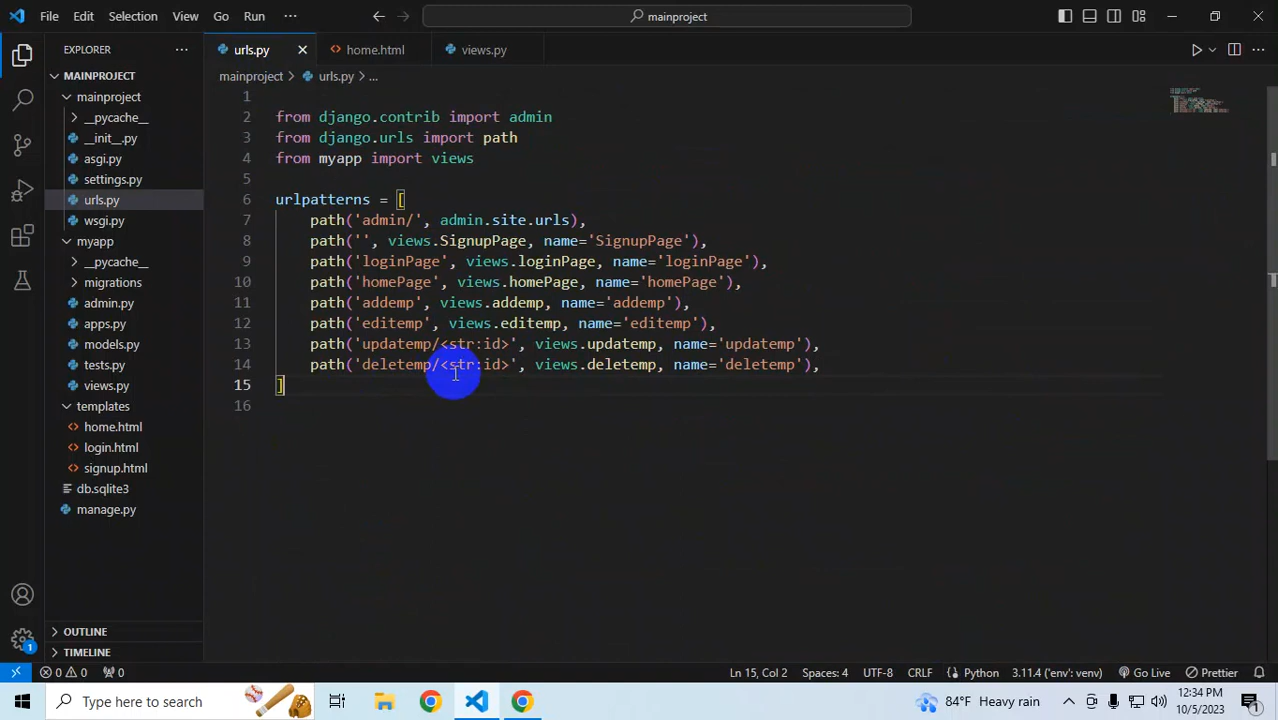 File Edit Selection View Go Run ··· mainproject
EXPLORER ··· urls.py home.html views.py
MAINPROJECT mainproject > urls.py > ...
mainproject
__pycache__
__init__.py
asgi.py
settings.py
urls.py
wsgi.py
myapp
__pycache__
migrations
admin.py
apps.py
models.py
tests.py
views.py
templates
home.html
login.html
signup.html
db.sqlite3
manage.py
OUTLINE
TIMELINE
1
2 from django.contrib import admin
3 from django.urls import path
4 from myapp import views
5
6 urlpatterns = [
7 path('admin/', admin.site.urls),
8 path('', views.SignupPage, name='SignupPage'),
9 path('loginPage', views.loginPage, name='loginPage'),
10 path('homePage', views.homePage, name='homePage'),
11 path('addemp', views.addemp, name='addemp'),
12 path('editemp', views.editemp, name='editemp'),
13 path('updatemp/<str:id>', views.updatemp, name='updatemp'),
14 path('deletemp/<str:id>', views.deletemp, name='deletemp'),
15 ]
16
1
0 0 0 Ln 15, Col 2 Spaces: 4 UTF-8 CRLF Python 3.11.4 ('env': venv) Go Live Prettier
Type here to search 84°F Heavy rain 12:34 PM
10/5/2023 1